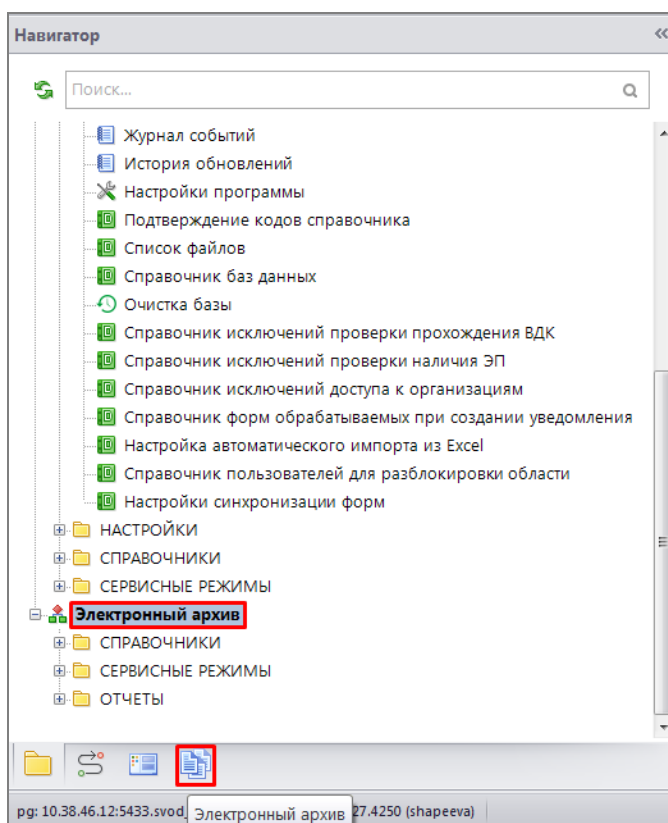 Навигатор
Поиск...
Журнал событий
История обновлений
Настройки программы
Подтверждение кодов справочника
Список файлов
Справочник баз данных
Очистка базы
Справочник исключений проверки прохождения ВДК
Справочник исключений проверки наличия ЭП
Справочник исключений доступа к организациям
Справочник форм обрабатываемых при создании уведомления
Настройка автоматического импорта из Excel
Справочник пользователей для разблокировки области
Настройки синхронизации форм
НАСТРОЙКИ
СПРАВОЧНИКИ
СЕРВИСНЫЕ РЕЖИМЫ
Электронный архив
СПРАВОЧНИКИ
СЕРВИСНЫЕ РЕЖИМЫ
ОТЧЕТЫ
pg: 10.38.46.12:5433.svod_ Электронный архив 27.4250 (shapeeva)